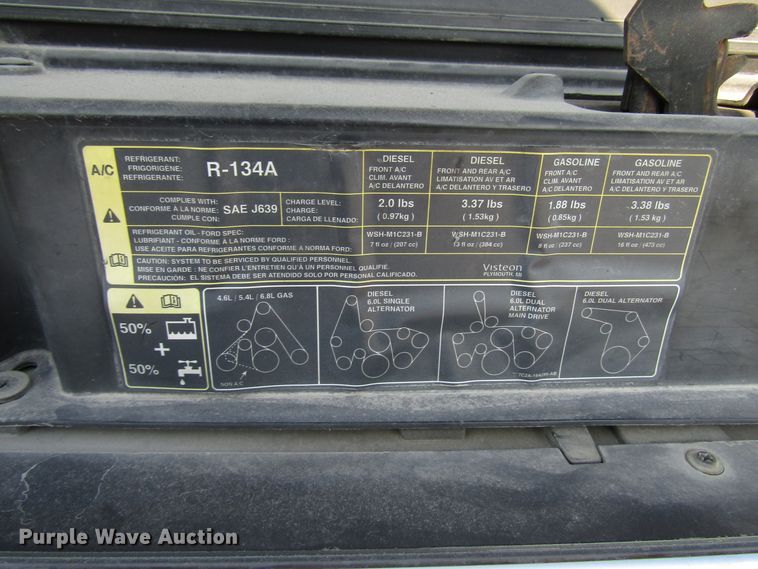 A/C
REFRIGERANT:
FRIGORIGÈNE:
REFRIGERANTE:
R-134A
DIESEL
FRONT A/C
CLIM. AVANT
A/C DELANTERO
DIESEL
FRONT AND REAR A/C
LIMATISATION AV ET AR
A/C DELANTERO Y TRASERO
GASOLINE
FRONT A/C
CLIM. AVANT
A/C DELANTERO
GASOLINE
FRONT AND REAR A/C
LIMATISATION AV ET AR
A/C DELANTERO Y TRASERO
COMPLIES WITH:
CONFORME À LA NORME:
CUMPLE CON:
SAE J639
CHARGE LEVEL:
CHARGE:
CARGA DE LLENADO:
2.0 lbs
(0.97kg)
3.37 lbs
(1.53kg)
1.88 lbs
(0.85kg)
3.38 lbs
(1.53 kg)
REFRIGERATION OIL - FORD SPEC:
LUBRIFIANT - CONFORME À LA NORME FORD:
USE ACEITE PARA REFRIGERANTES CONFORME A NORMA FORD:
WSH-M1C231-B
7 fl oz (207 cc)
WSH-M1C231-B
13 fl oz (384 cc)
WSH-M1C231-B
8 fl oz (237 cc)
WSH-M1C231-B
16 fl oz (473 cc)
CAUTION: SYSTEM TO BE SERVICED BY QUALIFIED PERSONNEL.
MISE EN GARDE : NE CONFIER L'ENTRETIEN QU'À UN PERSONNEL QUALIFIÉ.
PRECAUCIÓN: EL SISTEMA DEBE SER ATENDIDO SOLO POR PERSONAL CALIFICADO.
Visteon
PLYMOUTH, MI
50%
+
50%
4.6L / 5.4L / 6.8L GAS
NON A/C
DIESEL
6.0L SINGLE
ALTERNATOR
DIESEL
6.0L DUAL
ALTERNATOR
MAIN DRIVE
DIESEL
6.0L DUAL ALTERNATOR
Purple Wave Auction